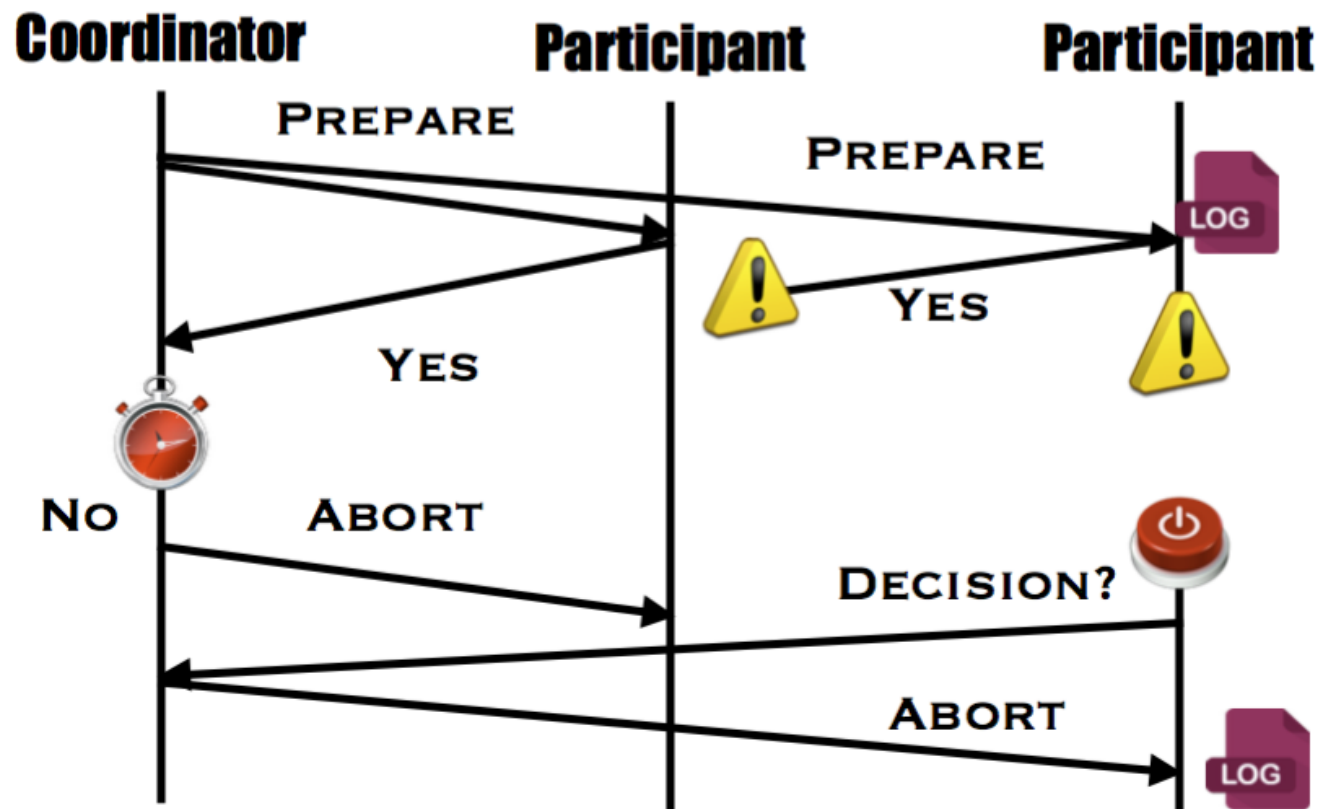 Coordinator
Participant
Participant
PREPARE
PREPARE
LOG
YES
YES
NO
ABORT
DECISION?
ABORT
LOG